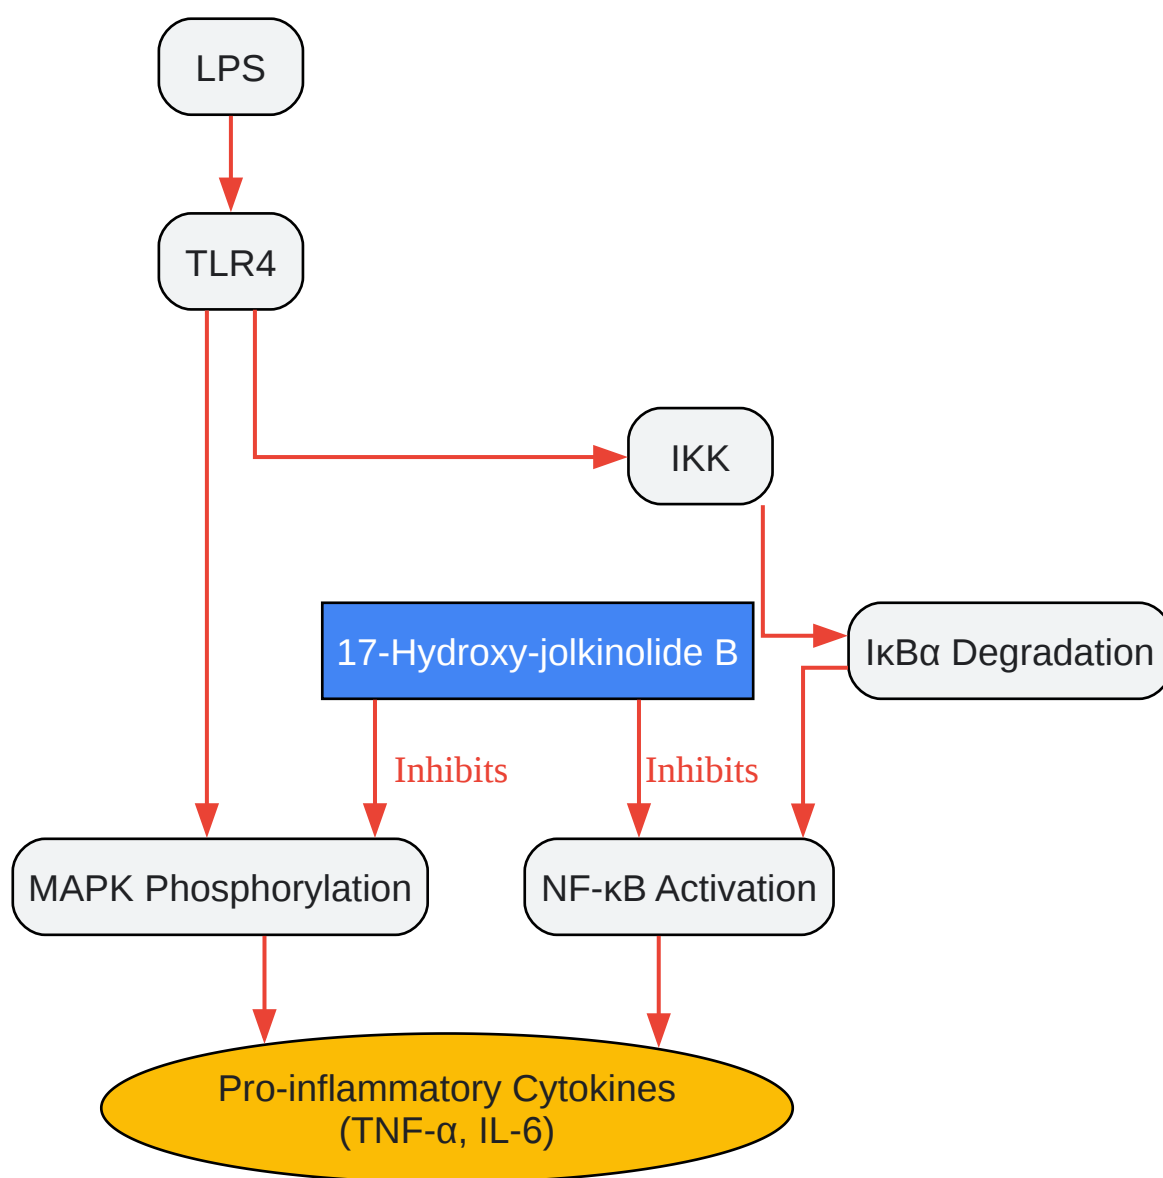 LPS
TLR4
IKK
17-Hydroxy-jolkinolide B
IκBα Degradation
Inhibits
Inhibits
MAPK Phosphorylation
NF-κB Activation
Pro-inflammatory Cytokines
(TNF-α, IL-6)